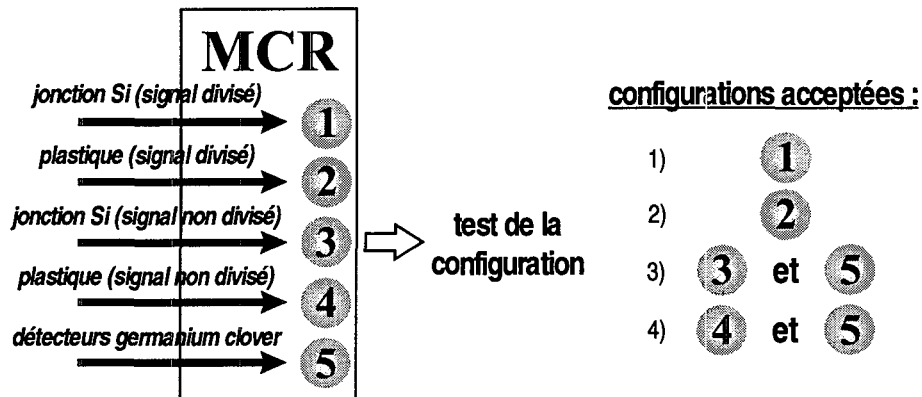 MCR
jonction Si (signal divisé)
1
plastique (signal divisé)
2
jonction Si (signal non divisé)
3
plastique (signal non divisé)
4
détecteurs germanium clover
5
test de la
configuration
configurations acceptées :
1) 1
2) 2
3) 3 et 5
4) 4 et 5